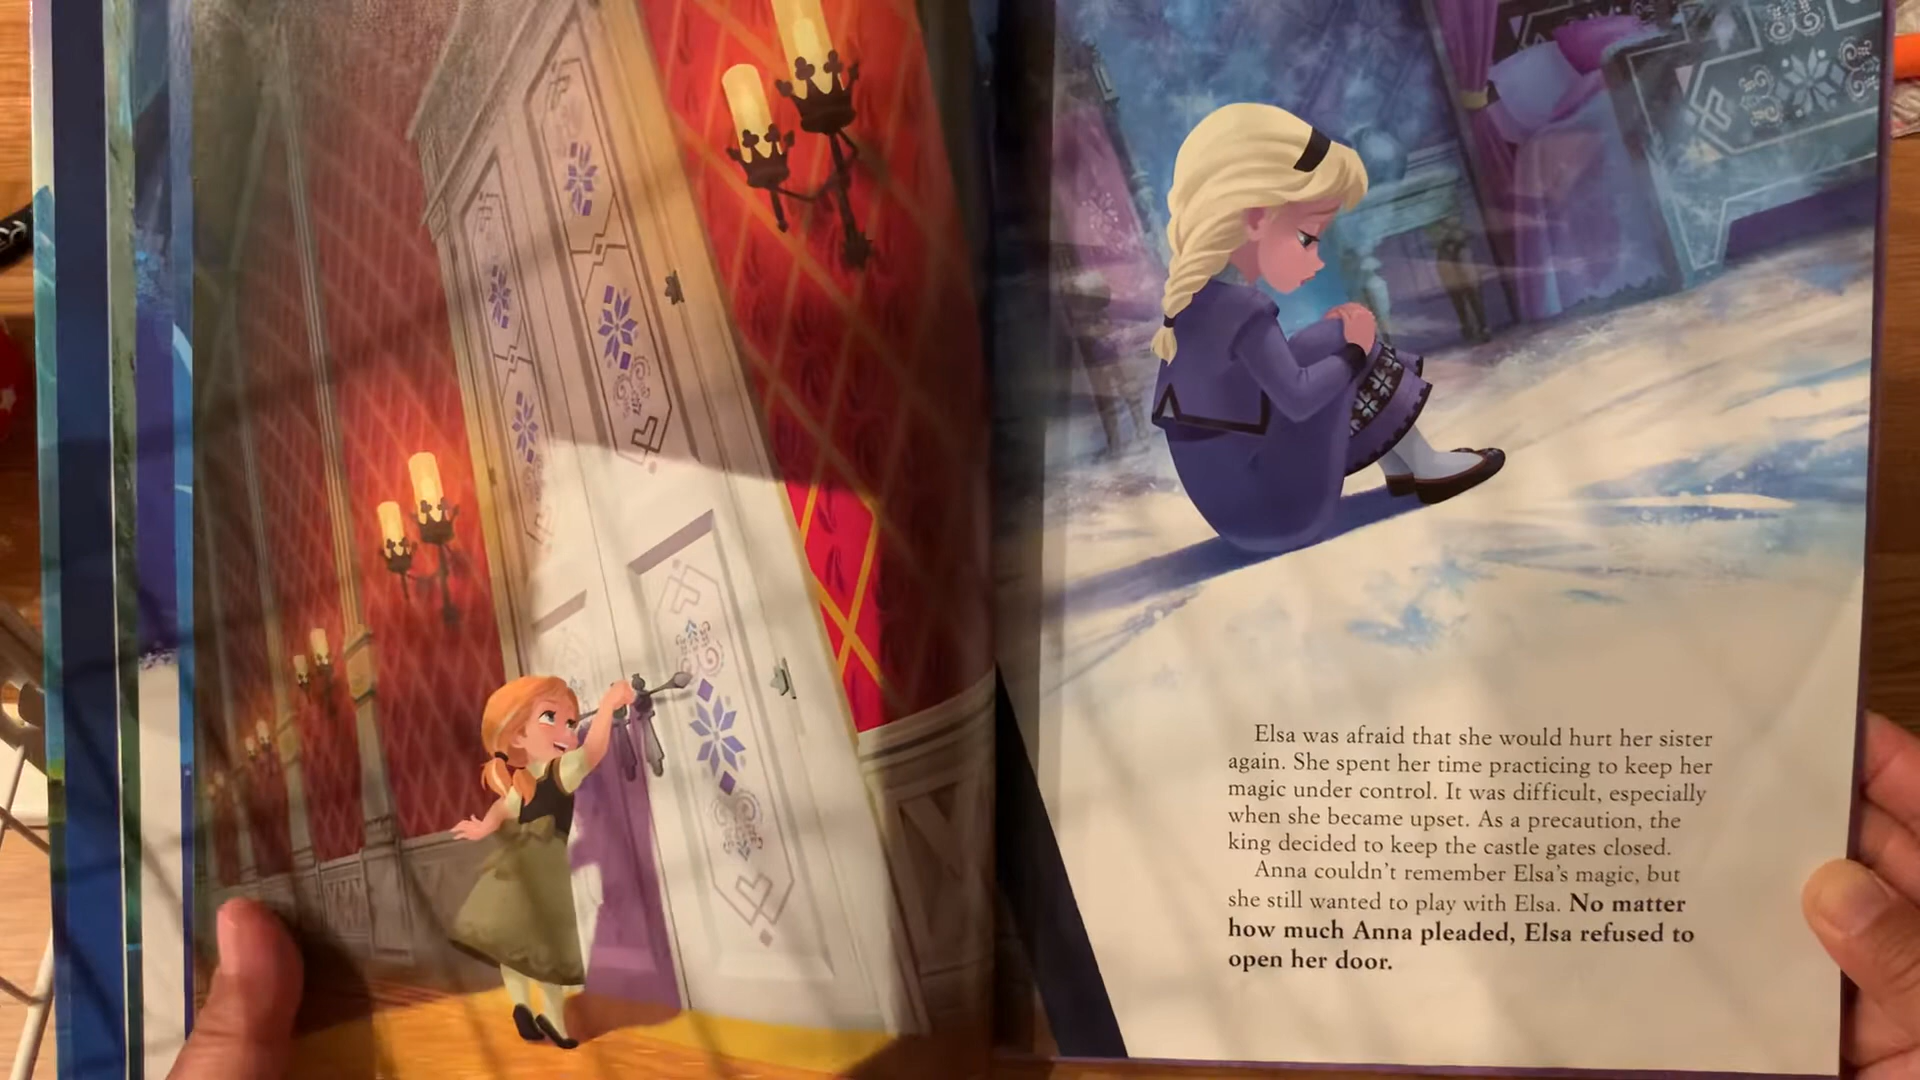 Elsa was afraid that she would hurt her sister
again. She spent her time practicing to keep her
magic under control. It was difficult, especially
when she became upset. As a precaution, the
king decided to keep the castle gates closed.
Anna couldn't remember Elsa's magic, but
she still wanted to play with Elsa. No matter
how much Anna pleaded, Elsa refused to
open her door.